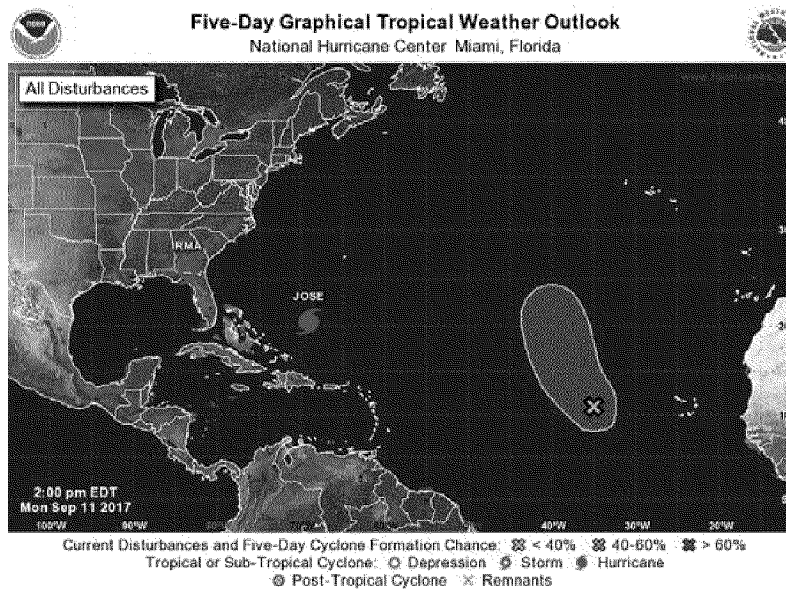 Five-Day Graphical Tropical Weather Outlook
National Hurricane Center Miami, Florida
All Disturbances
IRMA
JOSE
2:00 pm EDT
Mon Sep 11 2017
100°W 90°W 40°W 30°W 20°W
Current Disturbances and Five-Day Cyclone Formation Chance: < 40% 40-60% > 60%
Tropical or Sub-Tropical Cyclone: Depression Storm Hurricane
Post-Tropical Cyclone Remnants